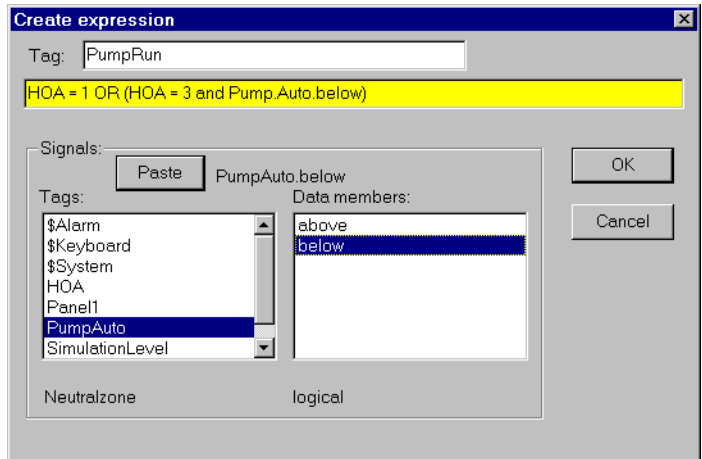 Create expression
Tag: PumpRun
HOA = 1 OR (HOA = 3 and Pump.Auto.below)
Signals:
Paste PumpAuto.below
Tags:
$Alarm
$Keyboard
$System
HOA
Panel1
PumpAuto
SimulationLevel
Neutralzone
Data members:
above
below
logical
OK
Cancel